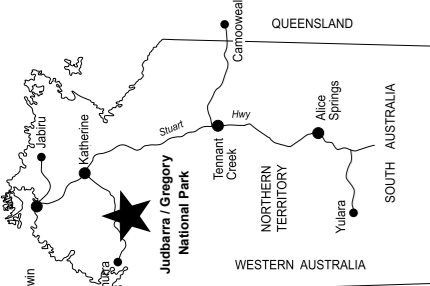 QUEENSLAND
Camooweal
Jabiru
Katherine
Stuart
Hwy
Tennant
Creek
Alice
Springs
Judbarra / Gregory
National Park
NORTHERN
TERRITORY
SOUTH AUSTRALIA
Yulara
WESTERN AUSTRALIA
win